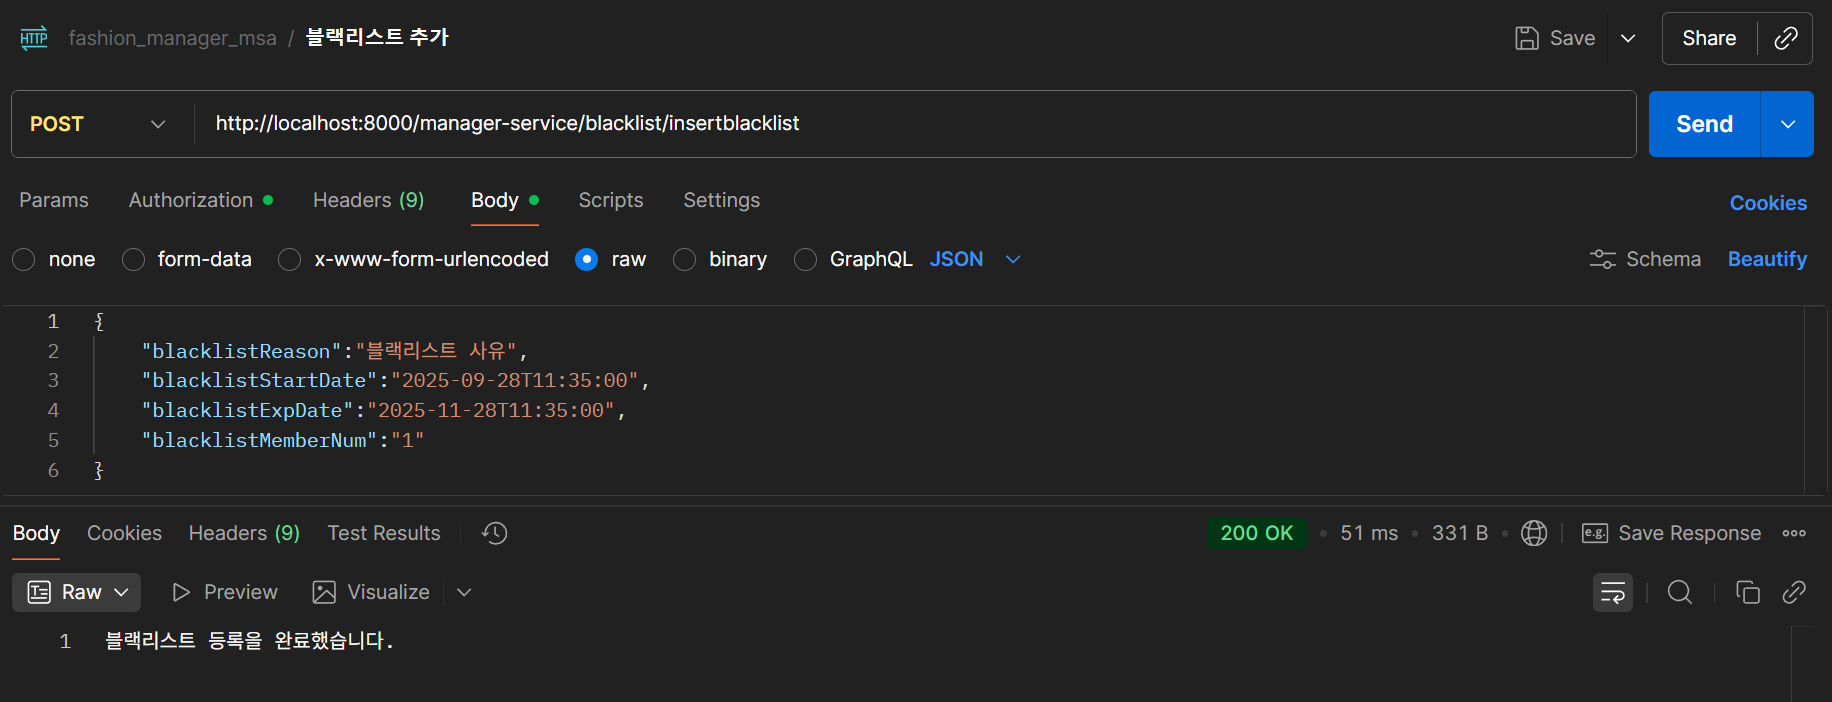 HTTP fashion_manager_msa / 블랙리스트 추가 Save Share
POST http://localhost:8000/manager-service/blacklist/insertblacklist Send
Params Authorization Headers (9) Body Scripts Settings Cookies
none form-data x-www-form-urlencoded raw binary GraphQL JSON Schema Beautify
1 {
2 "blacklistReason":"블랙리스트 사유",
3 "blacklistStartDate":"2025-09-28T11:35:00",
4 "blacklistExpDate":"2025-11-28T11:35:00",
5 "blacklistMemberNum":"1"
6 }
Body Cookies Headers (9) Test Results 200 OK • 51 ms • 331 B • e.g. Save Response
Raw Preview Visualize
1 블랙리스트 등록을 완료했습니다.